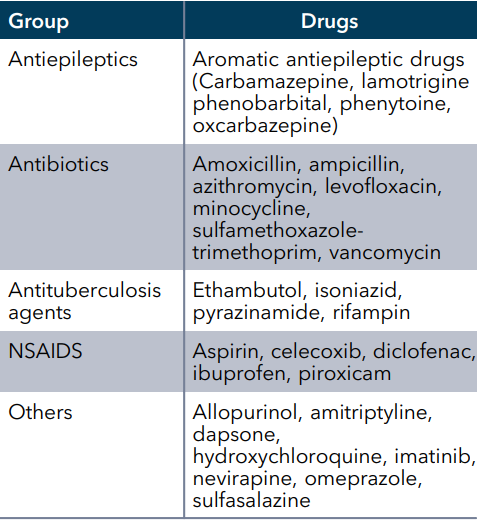 Group Drugs
Antiepileptics Aromatic antiepileptic drugs
(Carbamazepine, lamotrigine
phenobarbital, phenytoine,
oxcarbazepine)
Antibiotics Amoxicillin, ampicillin,
azithromycin, levofloxacin,
minocycline,
sulfamethoxazole-
trimethoprim, vancomycin
Antituberculosis Ethambutol, isoniazid,
agents pyrazinamide, rifampin
NSAIDS Aspirin, celecoxib, diclofenac,
ibuprofen, piroxicam
Others Allopurinol, amitriptyline,
dapsone,
hydroxychloroquine, imatinib,
nevirapine, omeprazole,
sulfasalazine